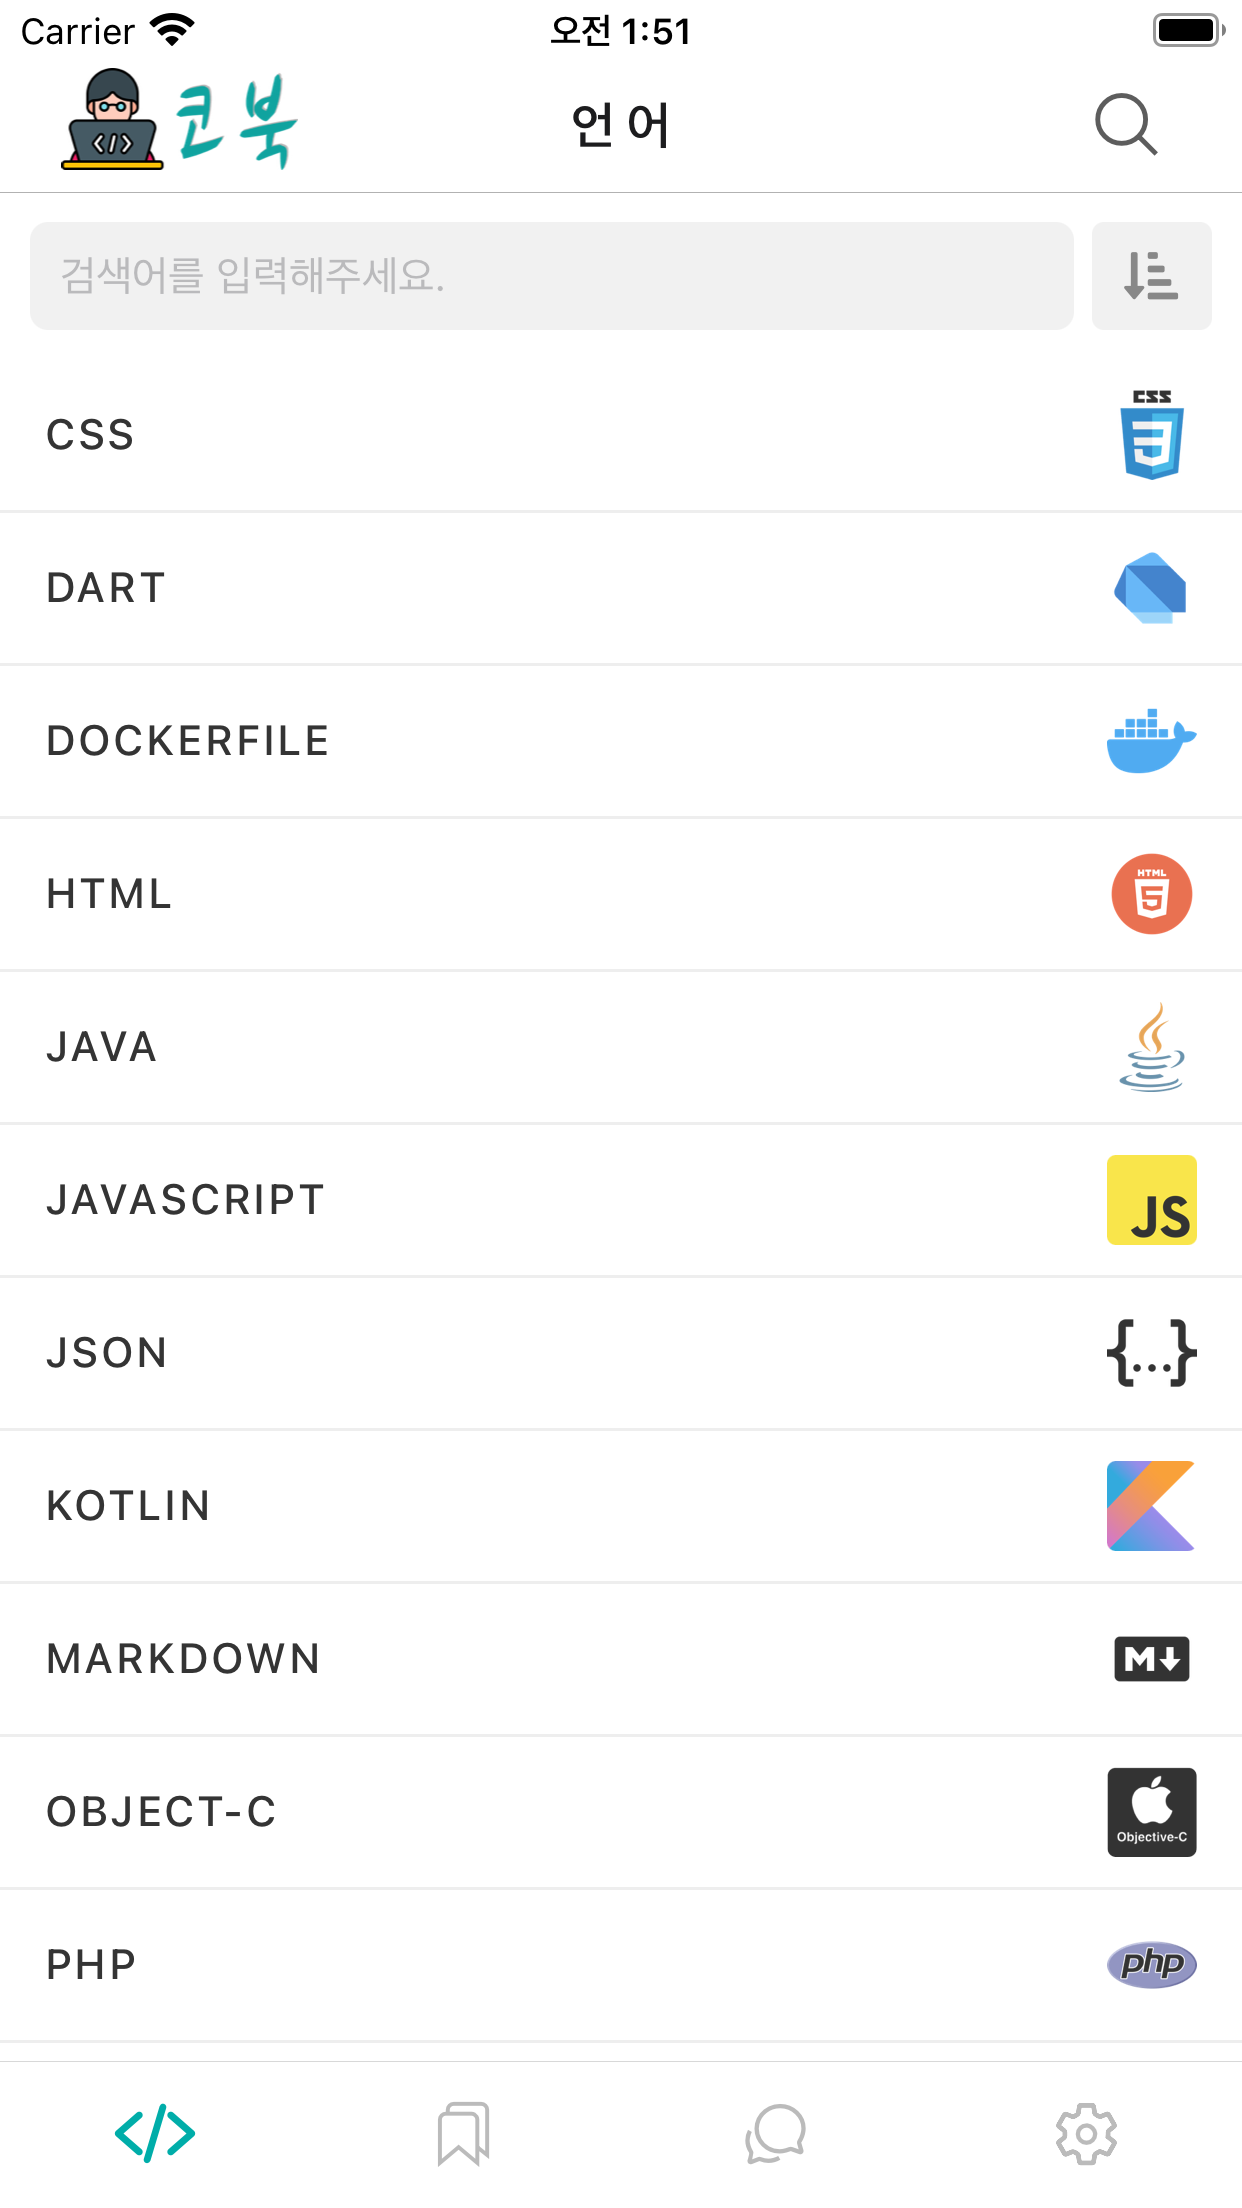 Carrier 오전 1:51
</> 코북 언어
검색어를 입력해주세요.
CSS CSS
DART
DOCKERFILE
HTML HTML 5
JAVA
JAVASCRIPT JS
JSON {...}
KOTLIN
MARKDOWN M
OBJECT-C Objective-C
PHP php
</>